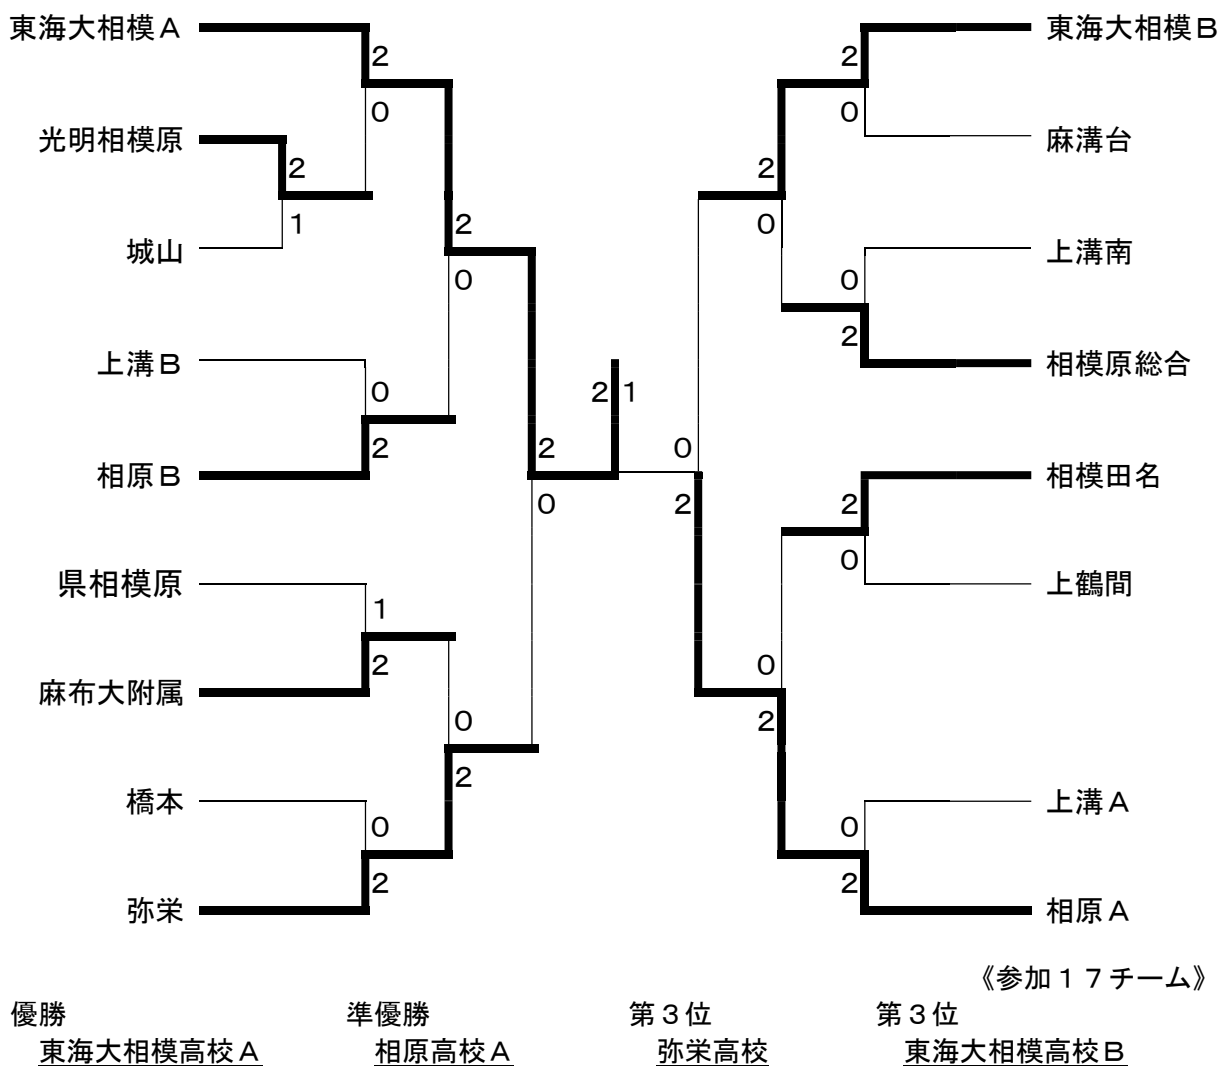 東海大相模Ａ
東海大相模Ｂ
2
2
0
0
光明相模原
麻溝台
2
2
1
2
0
城山
上溝南
0
0
上溝Ｂ
2
相原総合
0
2
1
2
2
0
相原Ｂ
相模田名
0
2
2
県相模原
0
上鶴間
1
2
0
麻布大附属
0
2
2
橋本
上溝Ａ
0
0
2
2
弥栄
相原Ａ
《参加１７チーム》
優勝
準優勝
第３位
第３位
東海大相模高校Ａ
相原高校Ａ
弥栄高校
東海大相模高校Ｂ